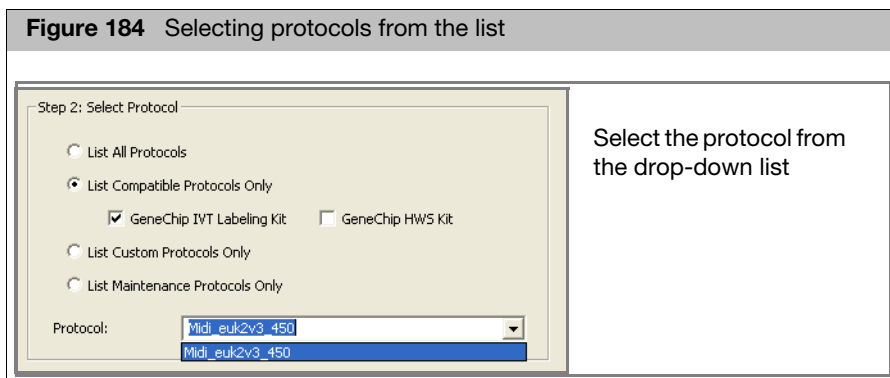 Figure 184 Selecting protocols from the list
Step 2: Select Protocol
List All Protocols
List Compatible Protocols Only
GeneChip IVT Labeling Kit GeneChip HWS Kit
List Custom Protocols Only
List Maintenance Protocols Only
Protocol: Midi_euk2v3_450
Midi_euk2v3_450
Select the protocol from
the drop-down list